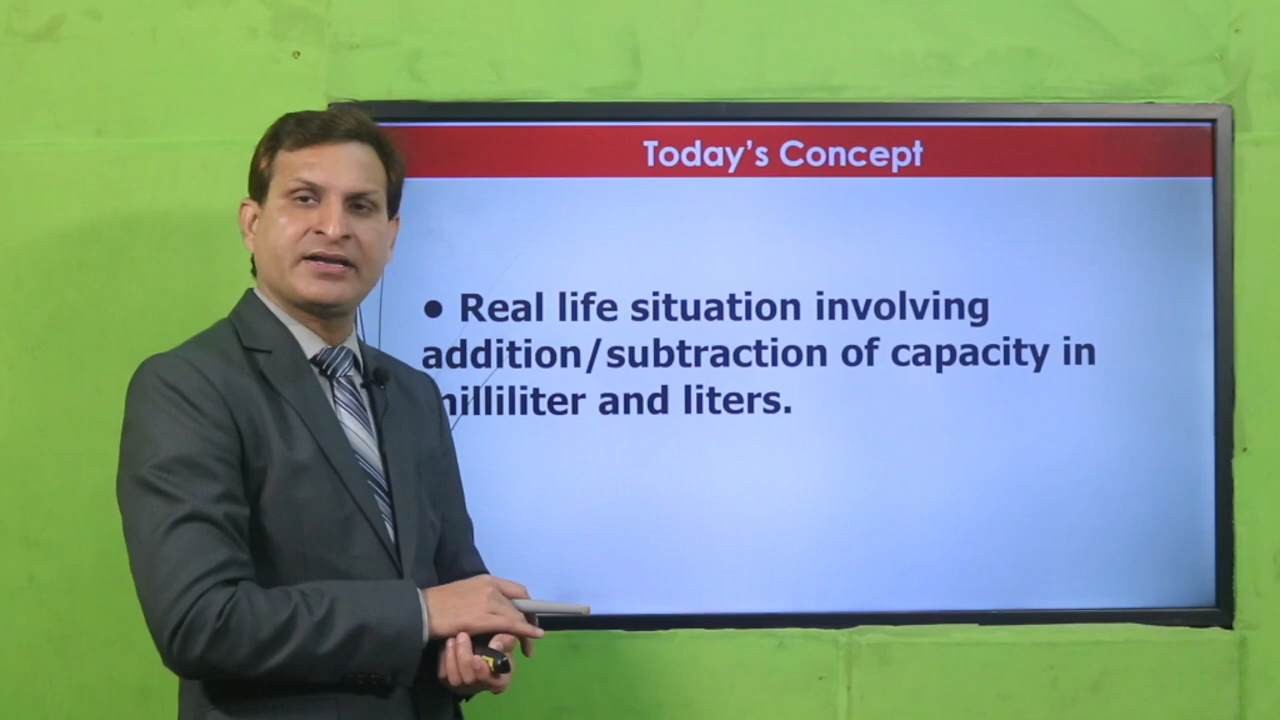 Today's Concept
● Real life situation involving
addition/subtraction of capacity in
milliliter and liters.